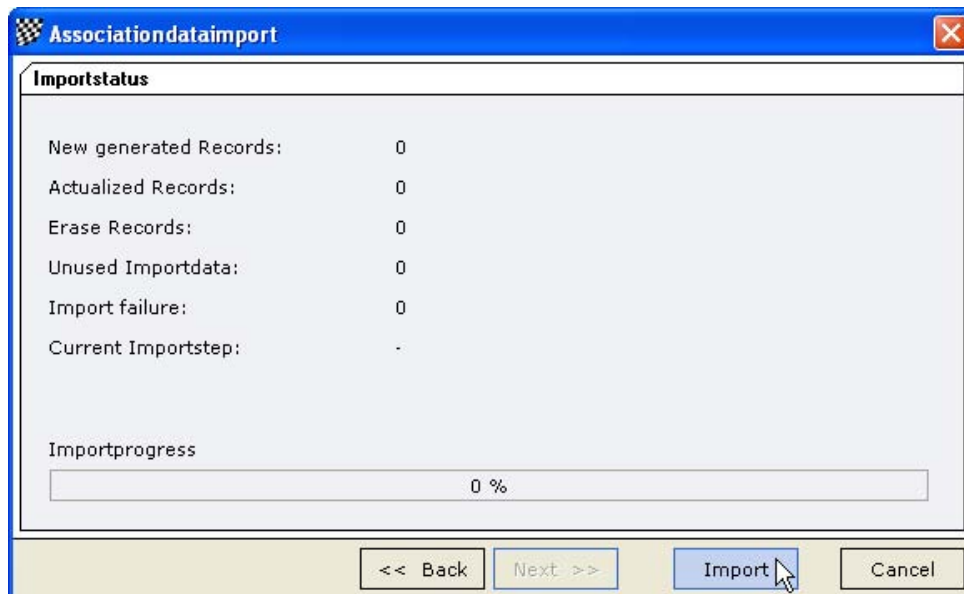 Associationdataimport
Importstatus
New generated Records: 0
Actualized Records: 0
Erase Records: 0
Unused Importdata: 0
Import failure: 0
Current Importstep: -
Importprogress
0 %
<< Back Next >> Import Cancel